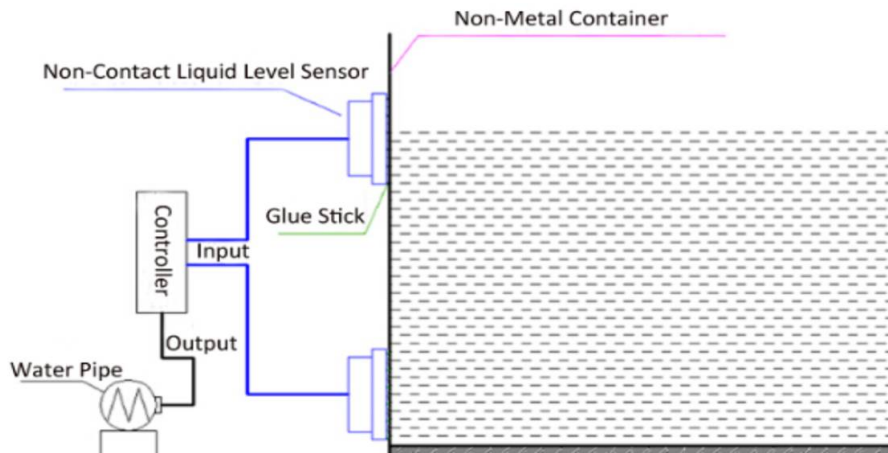 Non-Metal Container
Non-Contact Liquid Level Sensor
Glue Stick
Controller
Input
Output
Water Pipe